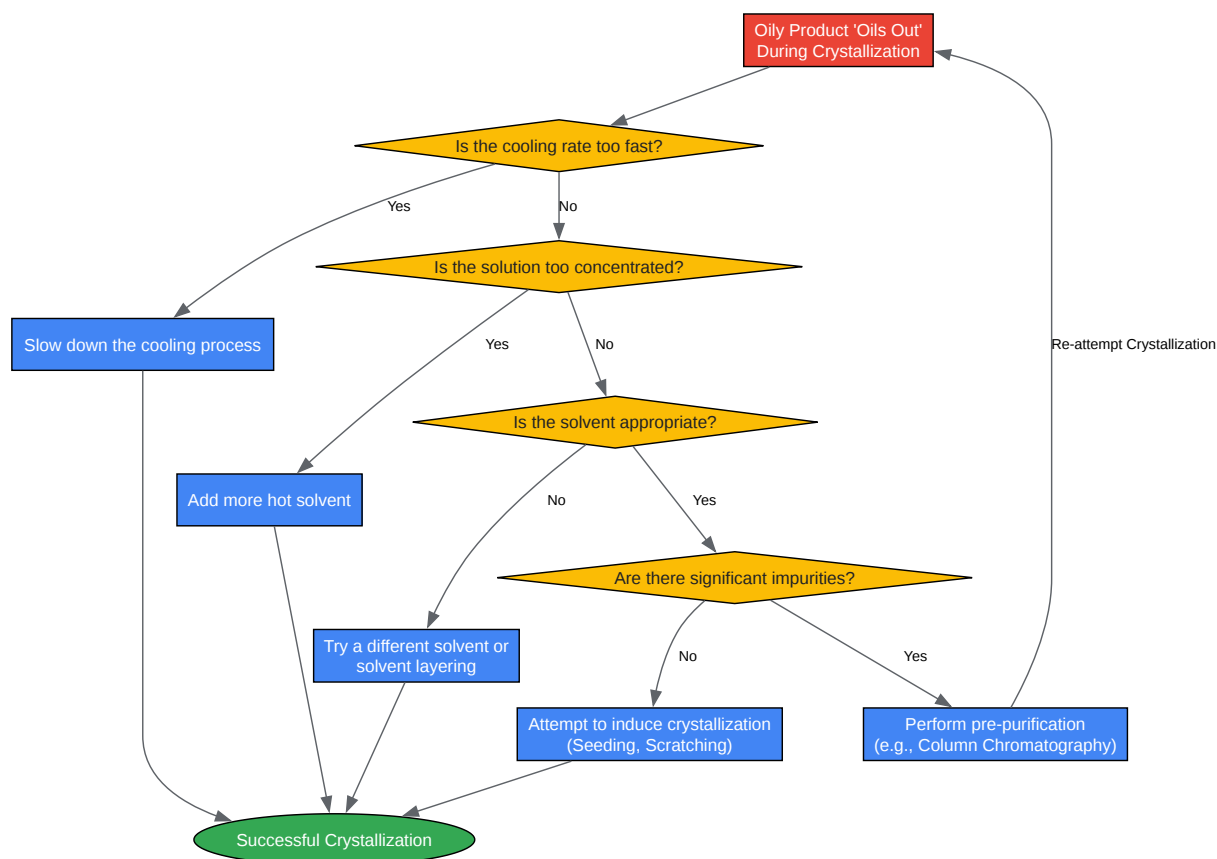 Oily Product 'Oils Out'
During Crystallization
Is the cooling rate too fast?
Yes
No
Is the solution too concentrated?
Slow down the cooling process
Yes
No
Re-attempt Crystallization
Is the solvent appropriate?
Add more hot solvent
No
Yes
Are there significant impurities?
Try a different solvent or
solvent layering
No
Yes
Attempt to induce crystallization
(Seeding, Scratching)
Perform pre-purification
(e.g., Column Chromatography)
Successful Crystallization